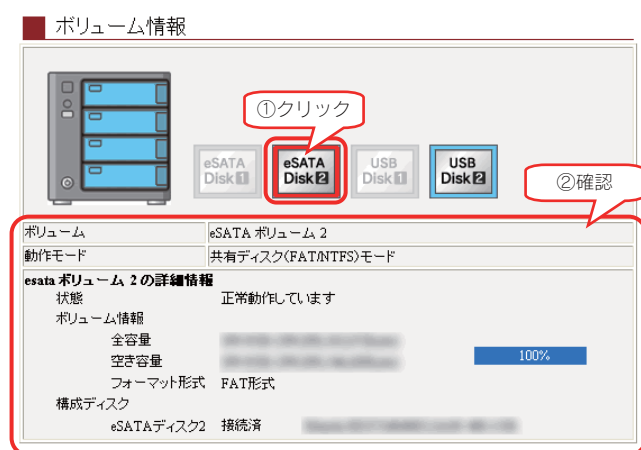 ボリューム情報
①クリック
eSATA Disk1
eSATA Disk2
USB Disk1
USB Disk2
②確認
ボリューム eSATA ボリューム 2
動作モード 共有ディスク(FAT/NTFS)モード
esata ボリューム 2 の詳細情報
状態 正常動作しています
ボリューム情報
全容量
空き容量 100%
フォーマット形式 FAT形式
構成ディスク
eSATAディスク2 接続済